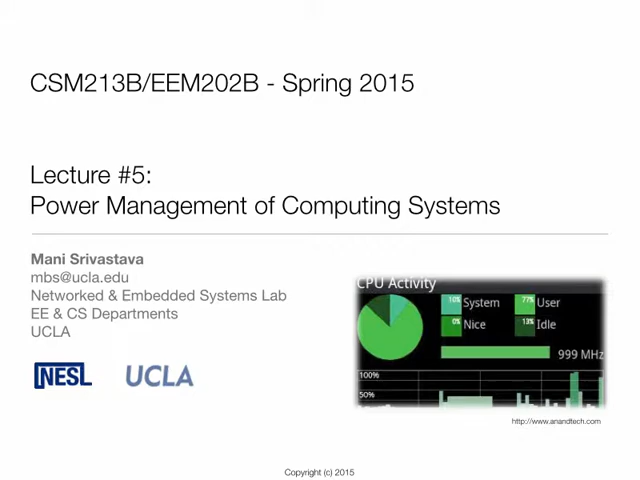 CSM213B/EEM202B - Spring 2015
Lecture #5:
Power Management of Computing Systems
Mani Srivastava
mbs@ucla.edu
Networked & Embedded Systems Lab
EE & CS Departments
UCLA
NESL UCLA
CPU Activity
10% System 77% User
0% Nice 13% Idle
999 MHz
100%
50%
http://www.anandtech.com
Copyright (c) 2015